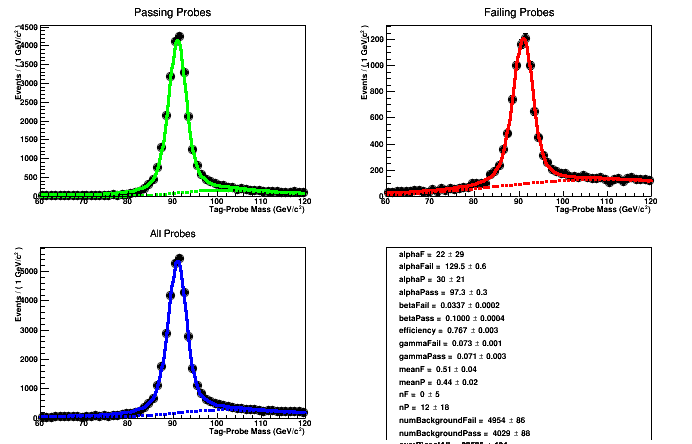 Passing Probes
Events / ( 1 GeV/c² )
4500
4000
3500
3000
2500
2000
1500
1000
500
0
60 70 80 90 100 110 120
Tag-Probe Mass (GeV/c²)
Failing Probes
Events / ( 1 GeV/c² )
1200
1000
800
600
400
200
60 70 80 90 100 110 120
Tag-Probe Mass (GeV/c²)
All Probes
Events / ( 1 GeV/c² )
5000
4000
3000
2000
1000
0
60 70 80 90 100 110 120
Tag-Probe Mass (GeV/c²)
alphaF = 22 ± 29
alphaFail = 129.5 ± 0.6
alphaP = 30 ± 21
alphaPass = 97.3 ± 0.3
betaFail = 0.0337 ± 0.0002
betaPass = 0.1000 ± 0.0004
efficiency = 0.767 ± 0.003
gammaFail = 0.073 ± 0.001
gammaPass = 0.071 ± 0.003
meanF = 0.51 ± 0.04
meanP = 0.44 ± 0.02
nF = 0 ± 5
nP = 12 ± 18
numBackgroundFail = 4954 ± 86
numBackgroundPass = 4029 ± 88